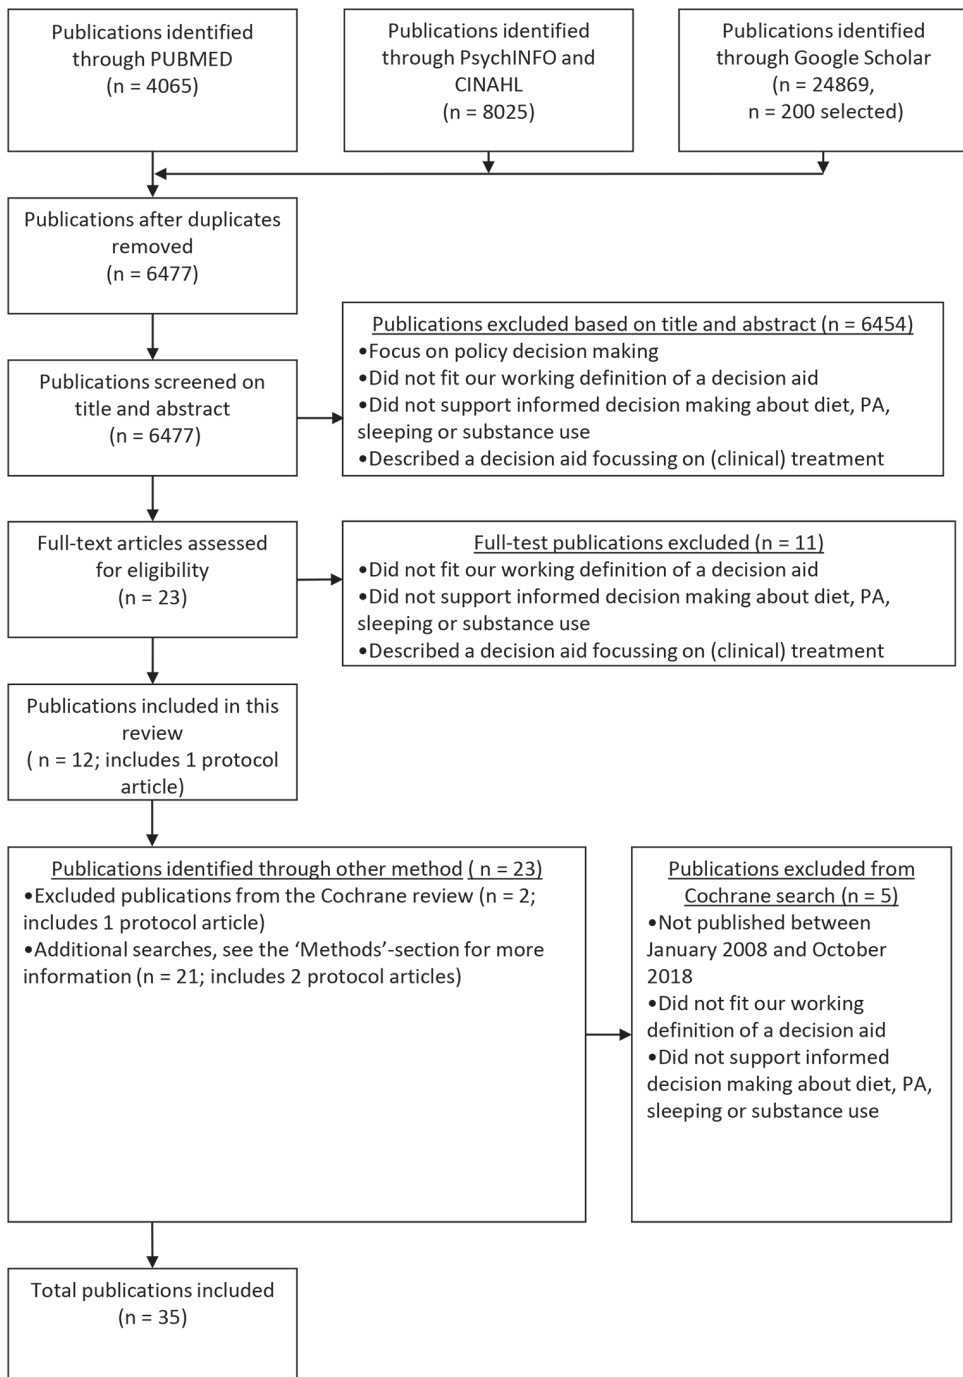 Publications identified
through PUBMED
(n = 4065)
Publications identified
through PsychINFO and
CINAHL
(n = 8025)
Publications identified
through Google Scholar
(n = 24869,
n = 200 selected)
Publications after duplicates
removed
(n = 6477)
Publications screened on
title and abstract
(n = 6477)
Publications excluded based on title and abstract (n = 6454)
•Focus on policy decision making
•Did not fit our working definition of a decision aid
•Did not support informed decision making about diet, PA,
sleeping or substance use
•Described a decision aid focussing on (clinical) treatment
Full-text articles assessed
for eligibility
(n = 23)
Full-test publications excluded (n = 11)
•Did not fit our working definition of a decision aid
•Did not support informed decision making about diet, PA,
sleeping or substance use
•Described a decision aid focussing on (clinical) treatment
Publications included in this
review
( n = 12; includes 1 protocol
article)
Publications identified through other method ( n = 23)
•Excluded publications from the Cochrane review (n = 2;
includes 1 protocol article)
•Additional searches, see the ‘Methods’-section for more
information (n = 21; includes 2 protocol articles)
Publications excluded from
Cochrane search (n = 5)
•Not published between
January 2008 and October
2018
•Did not fit our working
definition of a decision aid
•Did not support informed
decision making about diet, PA,
sleeping or substance use
Total publications included
(n = 35)